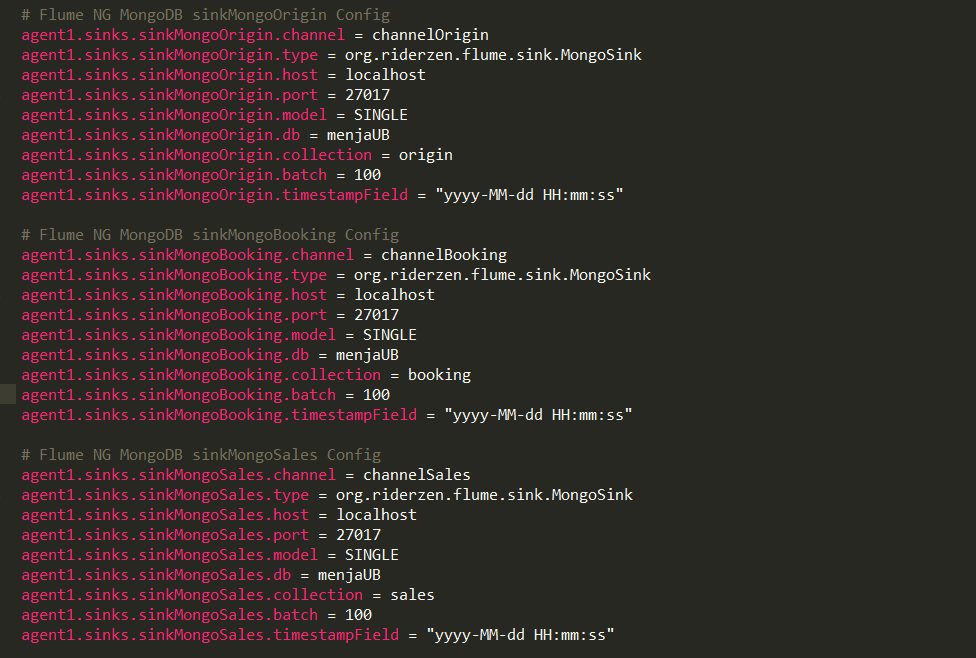 # Flume NG MongoDB sinkMongoOrigin Config
agent1.sinks.sinkMongoOrigin.channel = channelOrigin
agent1.sinks.sinkMongoOrigin.type = org.riderzen.flume.sink.MongoSink
agent1.sinks.sinkMongoOrigin.host = localhost
agent1.sinks.sinkMongoOrigin.port = 27017
agent1.sinks.sinkMongoOrigin.model = SINGLE
agent1.sinks.sinkMongoOrigin.db = menjaUB
agent1.sinks.sinkMongoOrigin.collection = origin
agent1.sinks.sinkMongoOrigin.batch = 100
agent1.sinks.sinkMongoOrigin.timestampField = "yyyy-MM-dd HH:mm:ss"
# Flume NG MongoDB sinkMongoBooking Config
agent1.sinks.sinkMongoBooking.channel = channelBooking
agent1.sinks.sinkMongoBooking.type = org.riderzen.flume.sink.MongoSink
agent1.sinks.sinkMongoBooking.host = localhost
agent1.sinks.sinkMongoBooking.port = 27017
agent1.sinks.sinkMongoBooking.model = SINGLE
agent1.sinks.sinkMongoBooking.db = menjaUB
agent1.sinks.sinkMongoBooking.collection = booking
agent1.sinks.sinkMongoBooking.batch = 100
agent1.sinks.sinkMongoBooking.timestampField = "yyyy-MM-dd HH:mm:ss"
# Flume NG MongoDB sinkMongoSales Config
agent1.sinks.sinkMongoSales.channel = channelSales
agent1.sinks.sinkMongoSales.type = org.riderzen.flume.sink.MongoSink
agent1.sinks.sinkMongoSales.host = localhost
agent1.sinks.sinkMongoSales.port = 27017
agent1.sinks.sinkMongoSales.model = SINGLE
agent1.sinks.sinkMongoSales.db = menjaUB
agent1.sinks.sinkMongoSales.collection = sales
agent1.sinks.sinkMongoSales.batch = 100
agent1.sinks.sinkMongoSales.timestampField = "yyyy-MM-dd HH:mm:ss"